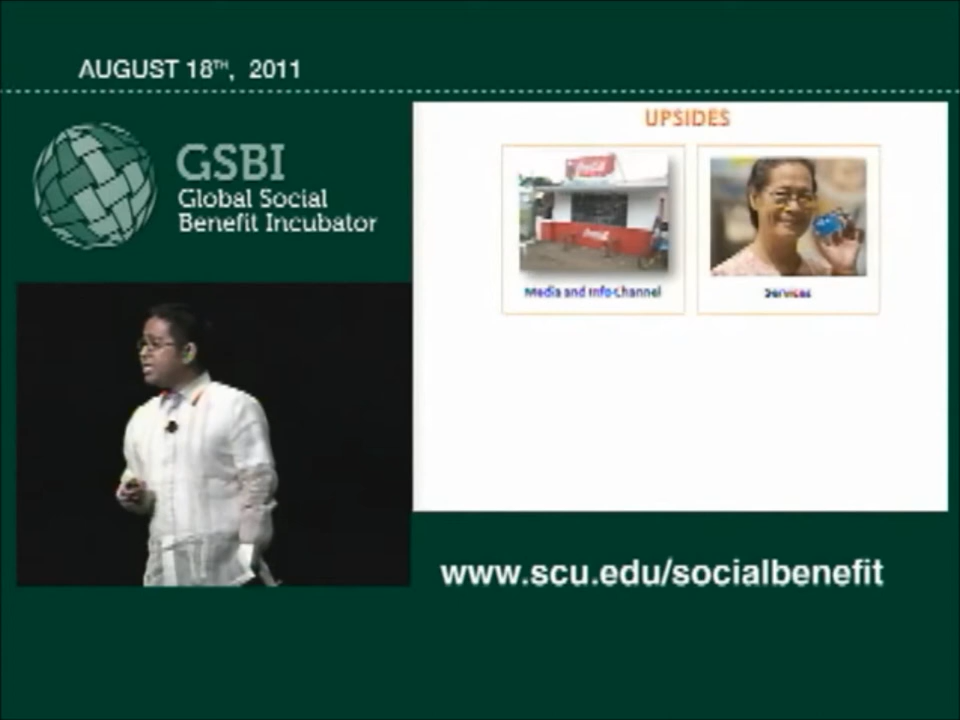 AUGUST 18TH, 2011
GSBI
Global Social
Benefit Incubator
UPSIDES
Media and Info Channel
Services
www.scu.edu/socialbenefit